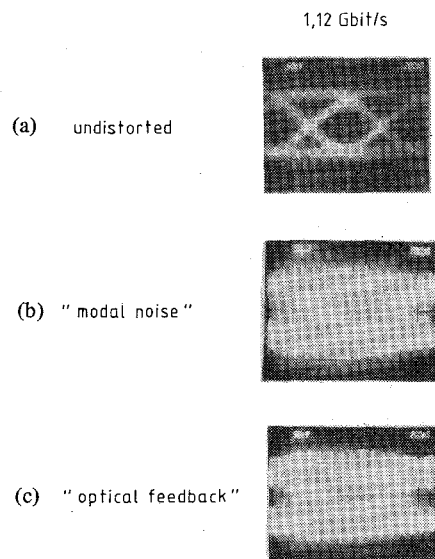 1,12 Gbit/s
(a) undistorted
(b) "modal noise"
(c) "optical feedback"